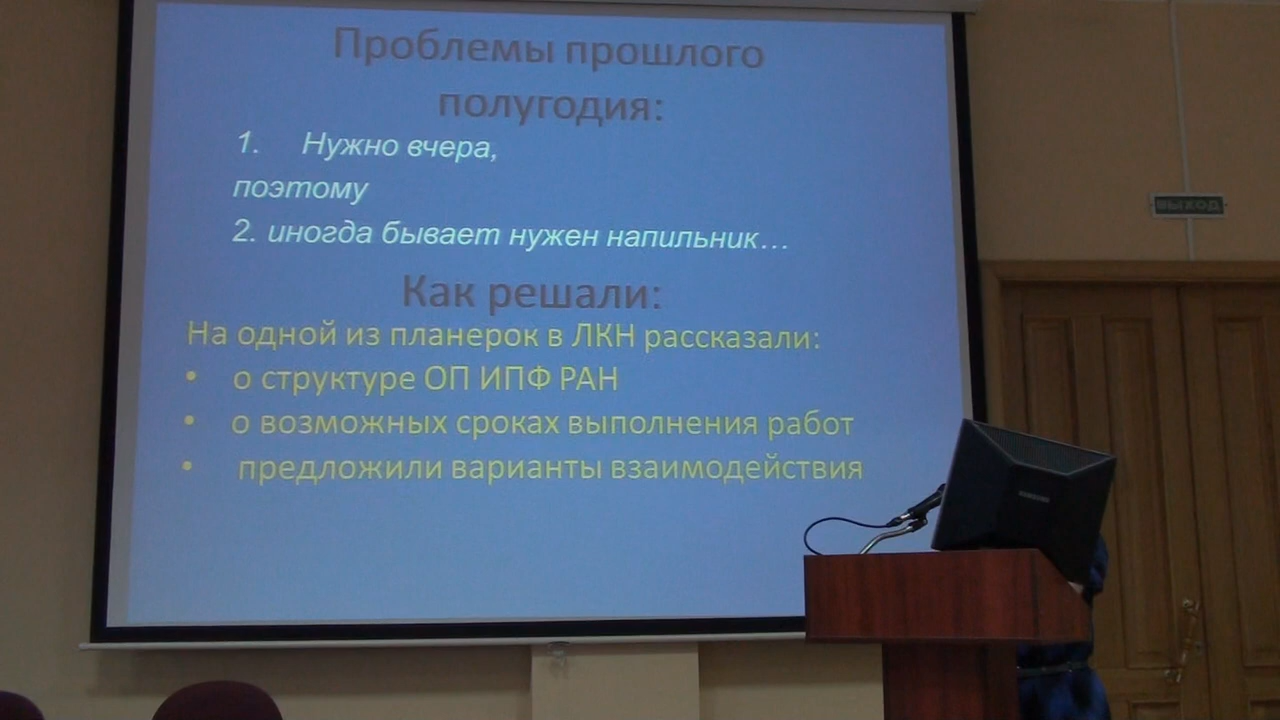 Проблемы прошлого
полугодия:
1. Нужно вчера,
поэтому
2. иногда бывает нужен напильник…
Как решали:
На одной из планерок в ЛКН рассказали:
• о структуре ОП ИПФ РАН
• о возможных сроках выполнения работ
• предложили варианты взаимодействия
ВЫХОД
SAMSUNG